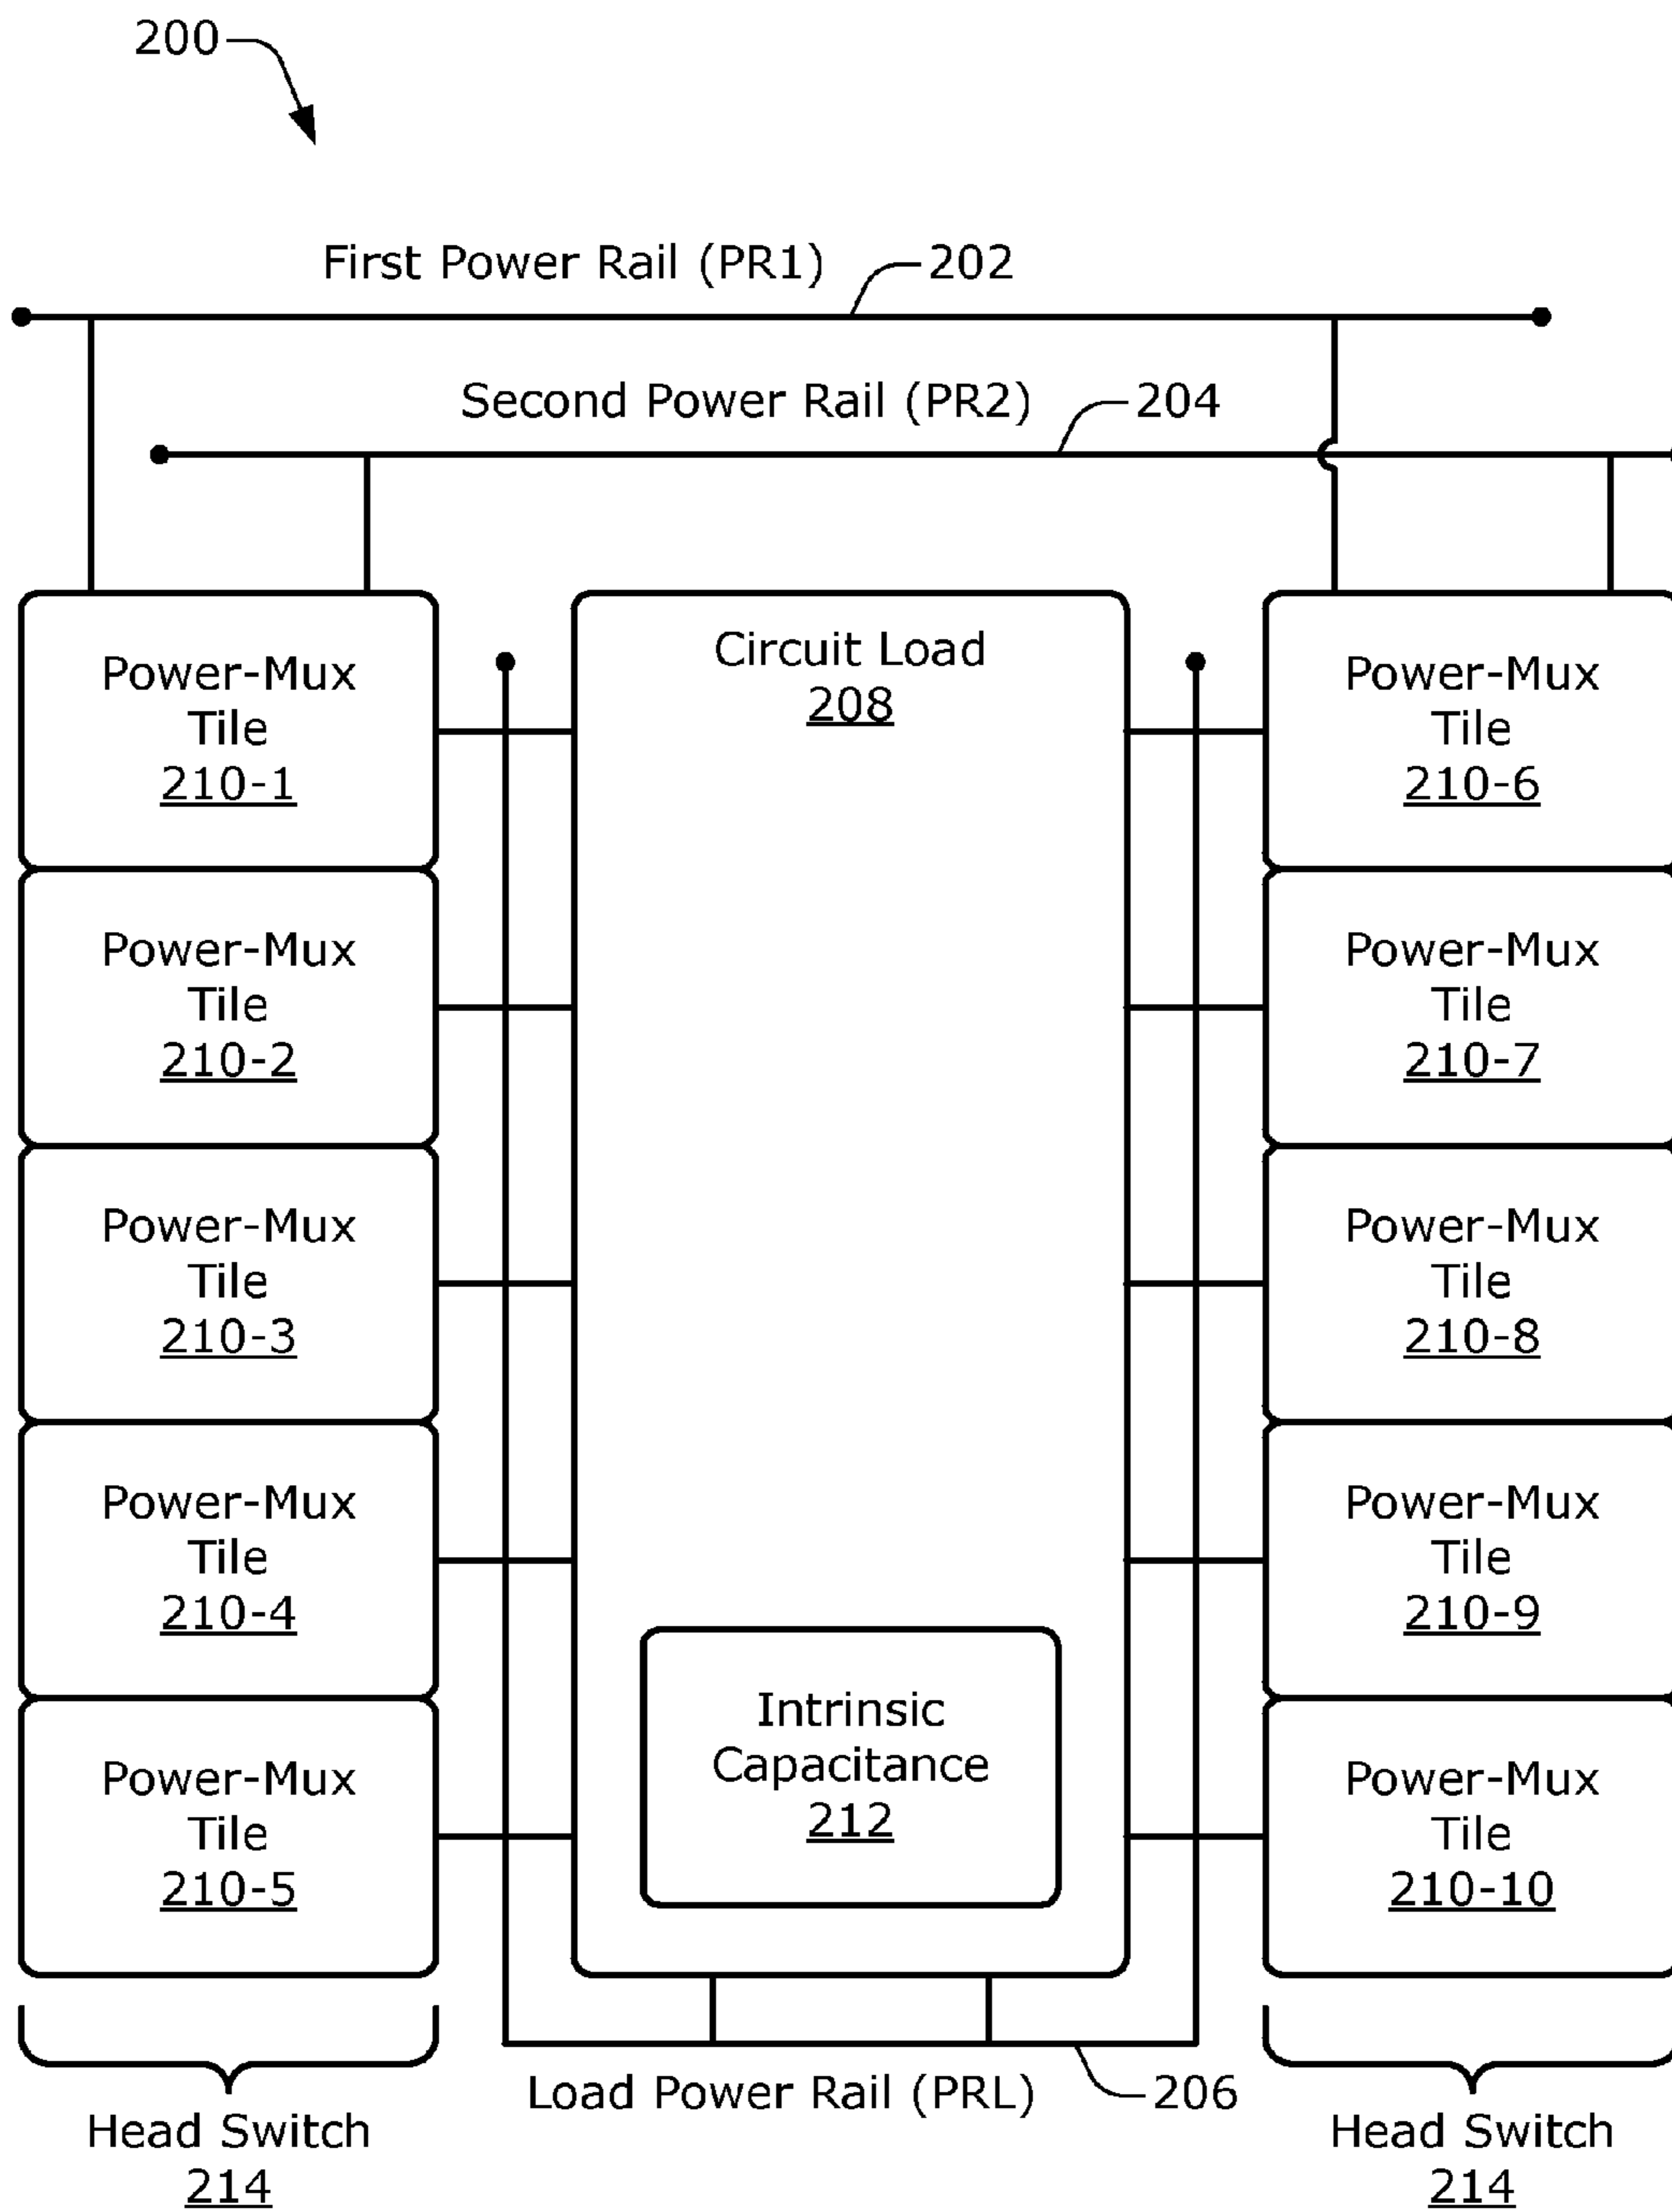 200
First Power Rail (PR1)
202
Second Power Rail (PR2)
204
Power-Mux
Tile
210-1
Power-Mux
Tile
210-2
Power-Mux
Tile
210-3
Power-Mux
Tile
210-4
Power-Mux
Tile
210-5
Head Switch
214
Circuit Load
208
Intrinsic
Capacitance
212
Load Power Rail (PRL)
206
Power-Mux
Tile
210-6
Power-Mux
Tile
210-7
Power-Mux
Tile
210-8
Power-Mux
Tile
210-9
Power-Mux
Tile
210-10
Head Switch
214